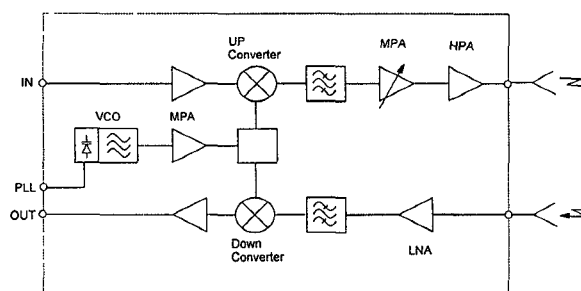 UP
Converter
MPA
HPA
IN
VCO
MPA
PLL
OUT
Down
Converter
LNA